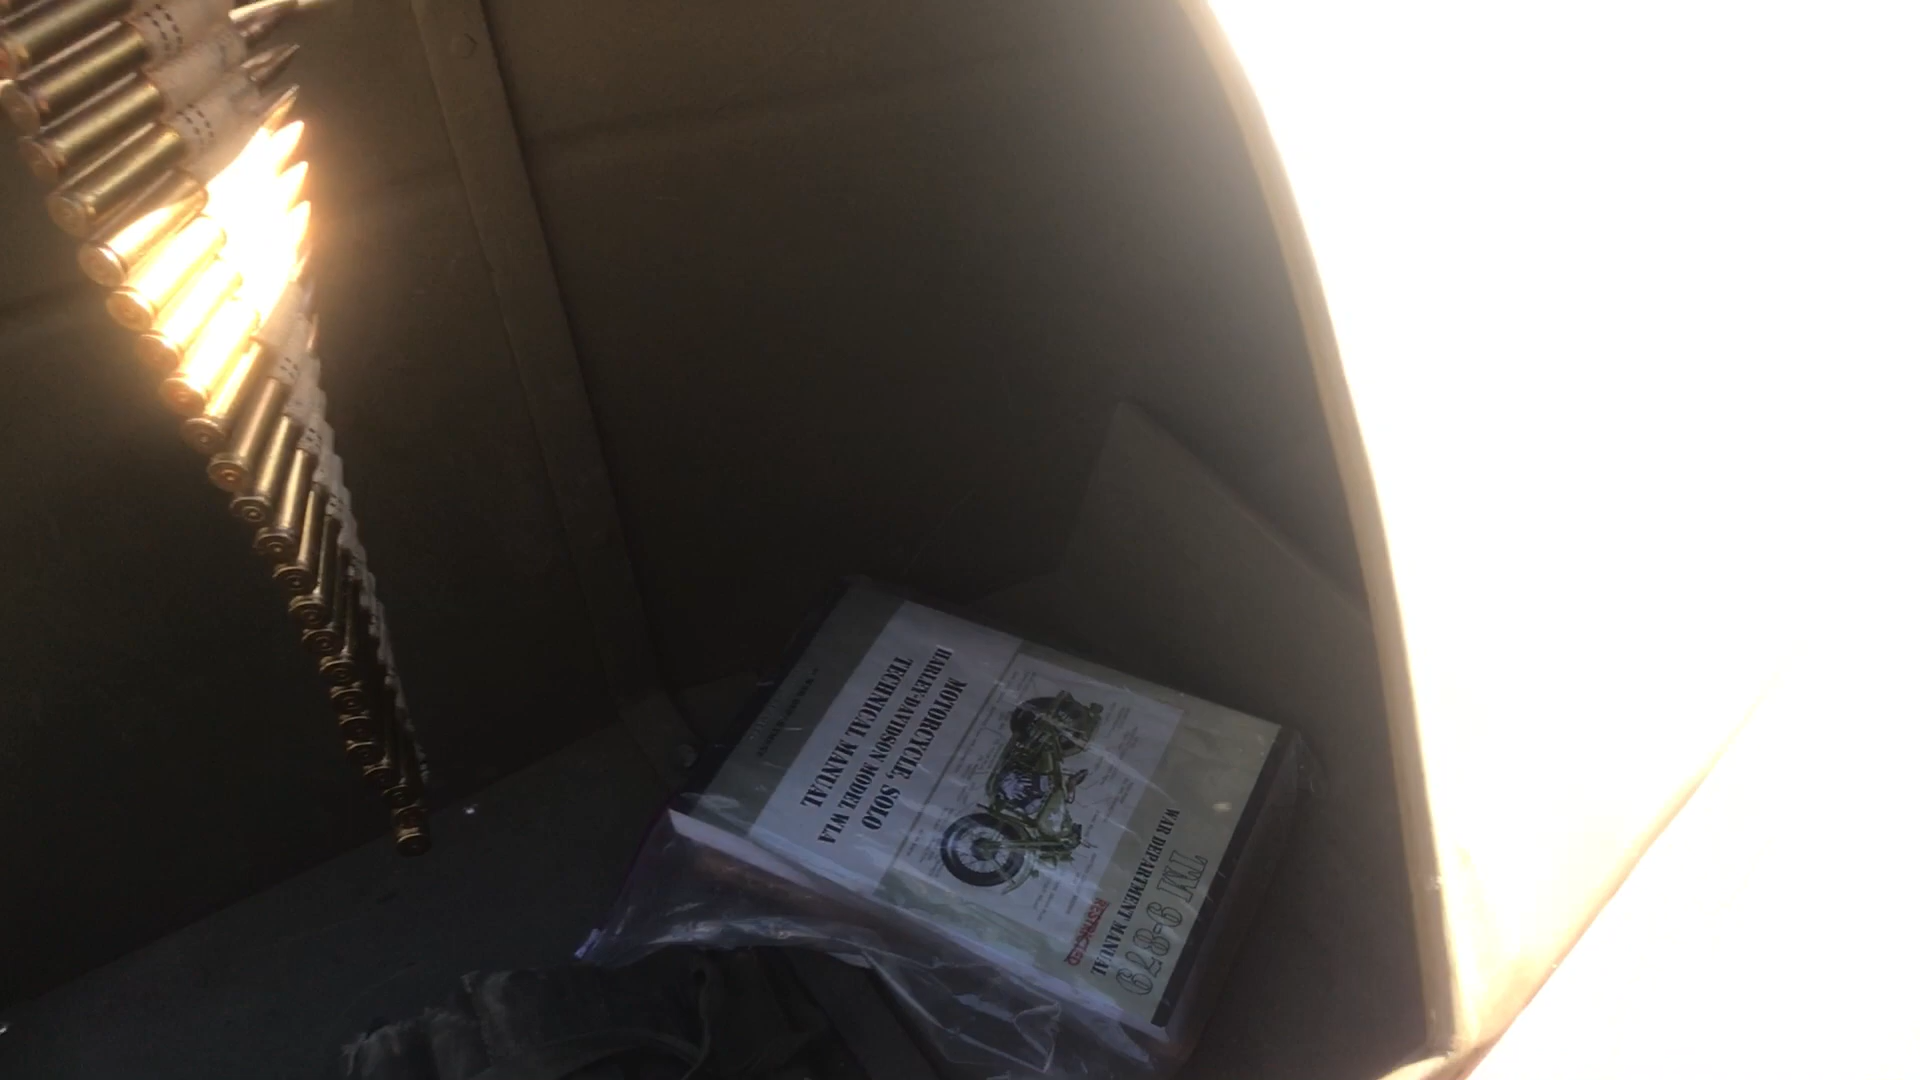 TM 9-879
WAR DEPARTMENT MANUAL
RESTRICTED
MOTORCYCLE, SOLO
HARLEY-DAVIDSON MODEL WLA
TECHNICAL MANUAL